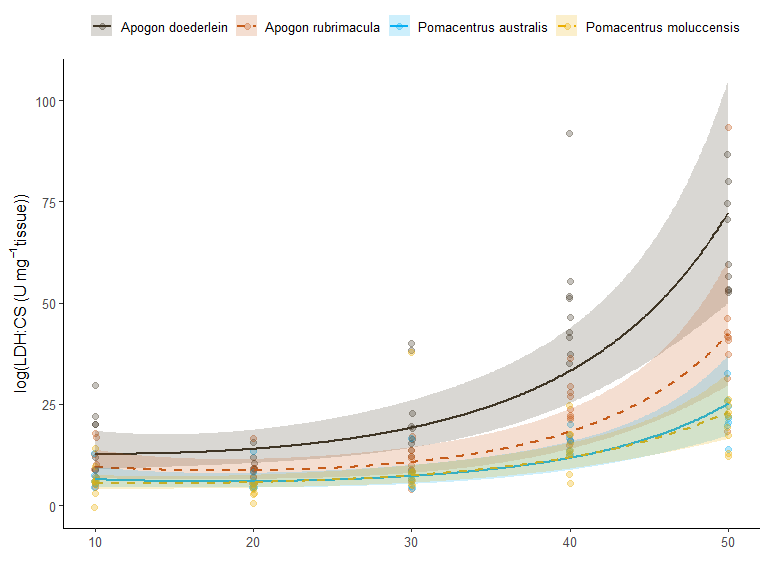 Apogon doederlein Apogon rubrimacula Pomacentrus australis Pomacentrus moluccensis
log(LDH:CS (U mg⁻¹tissue))
100
75
50
25
0
10 20 30 40 50